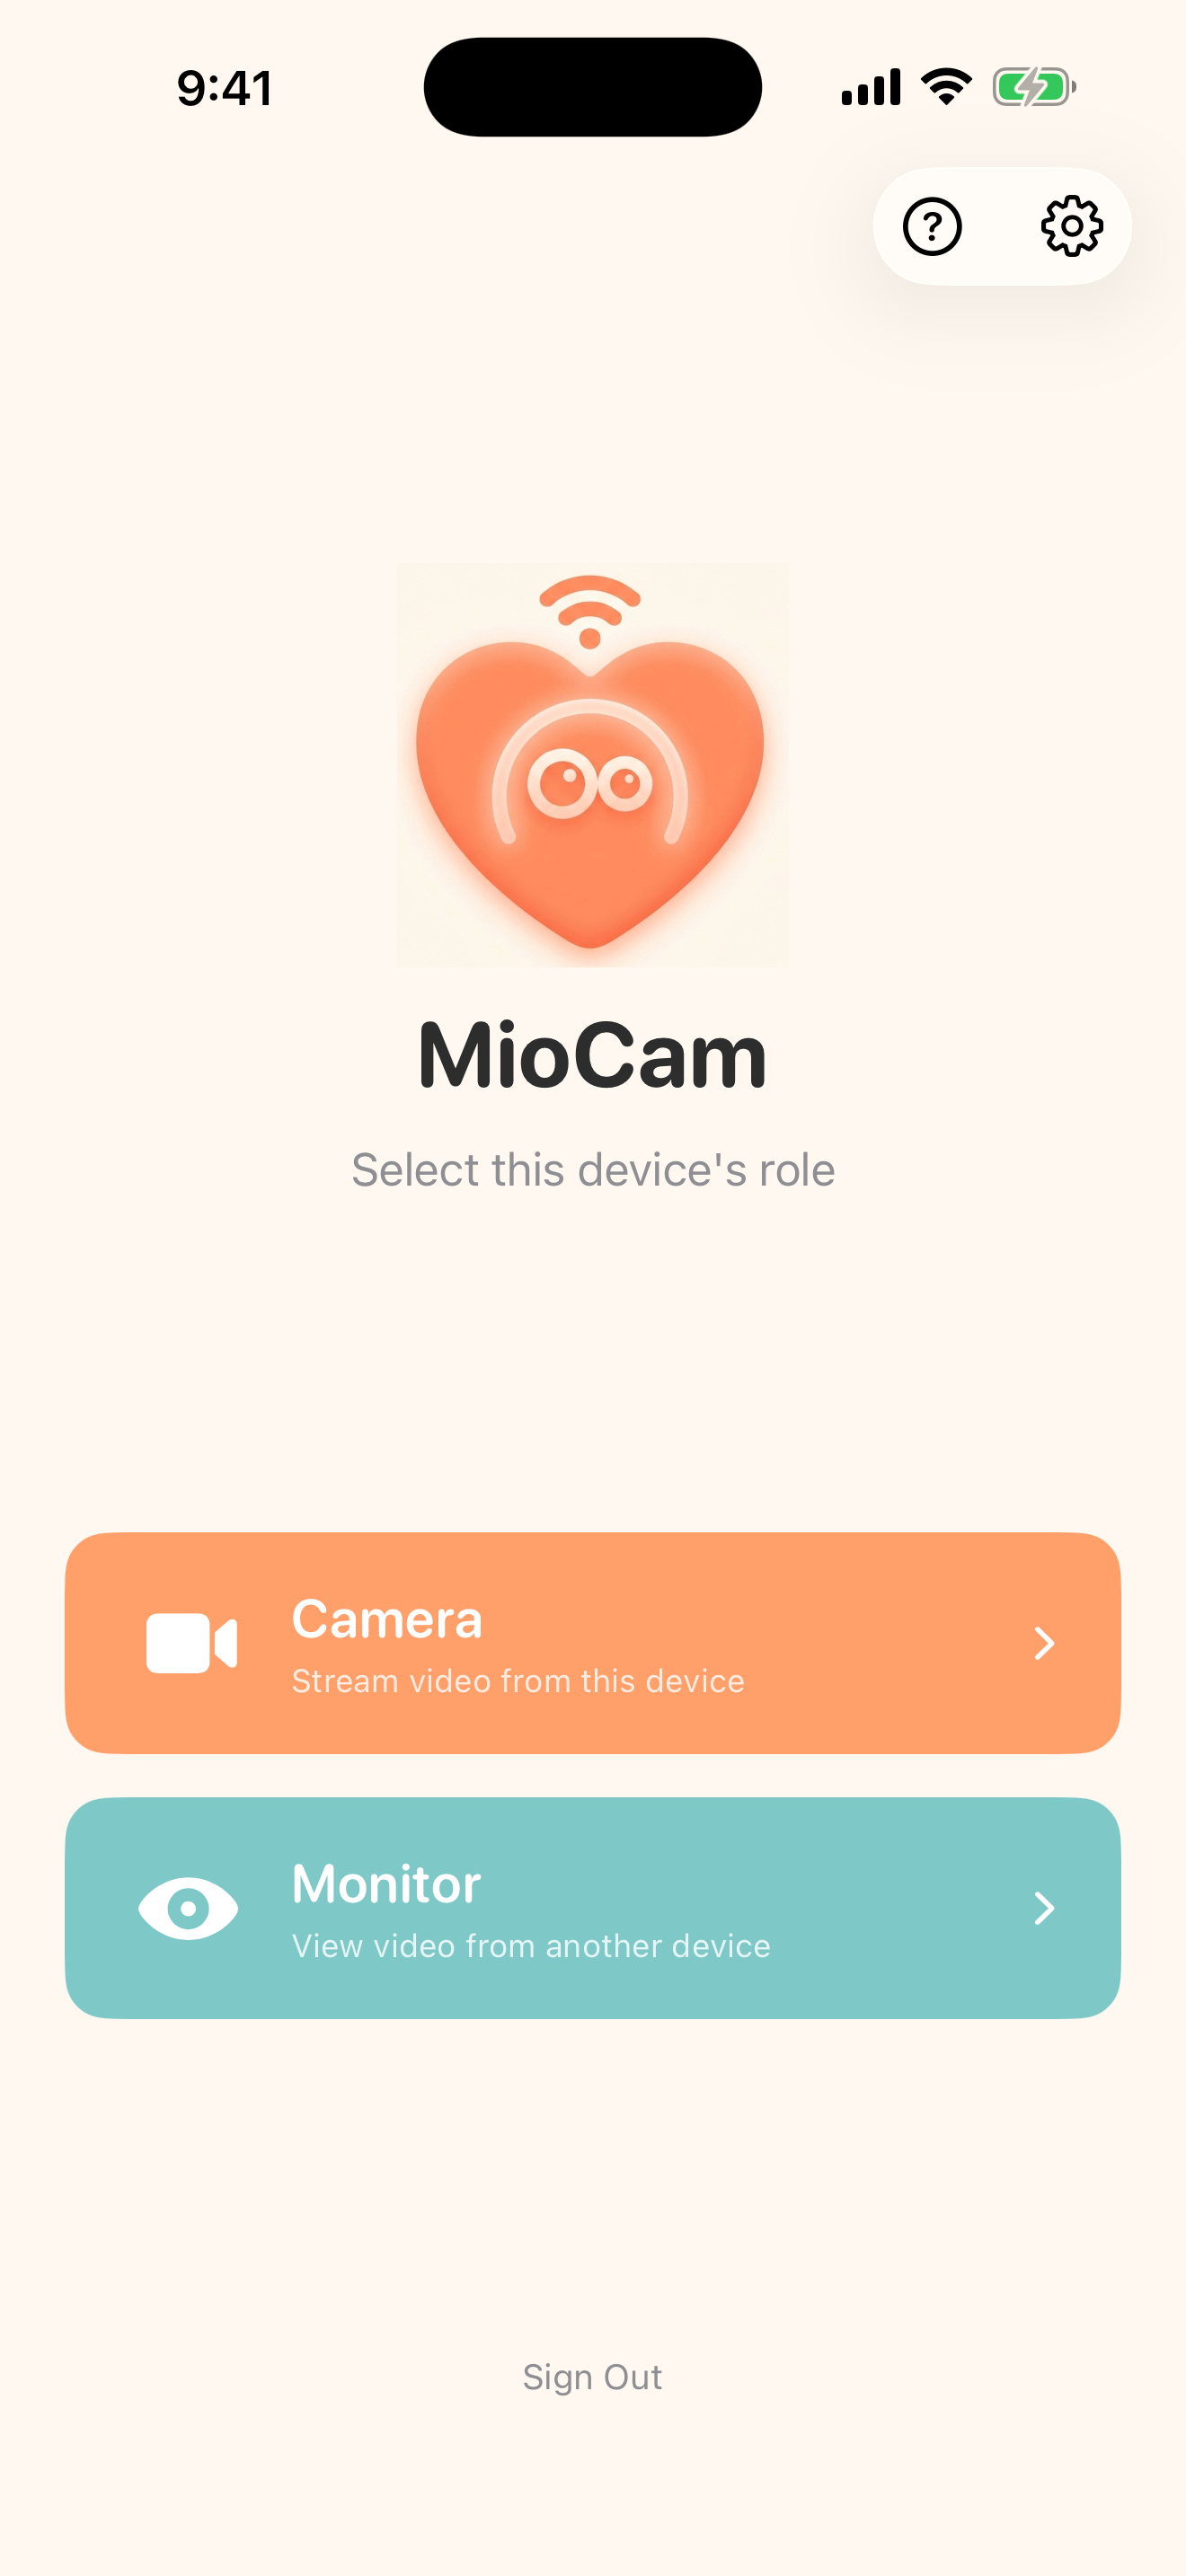 9:41
MioCam
Select this device's role
Camera
Stream video from this device
Monitor
View video from another device
Sign Out